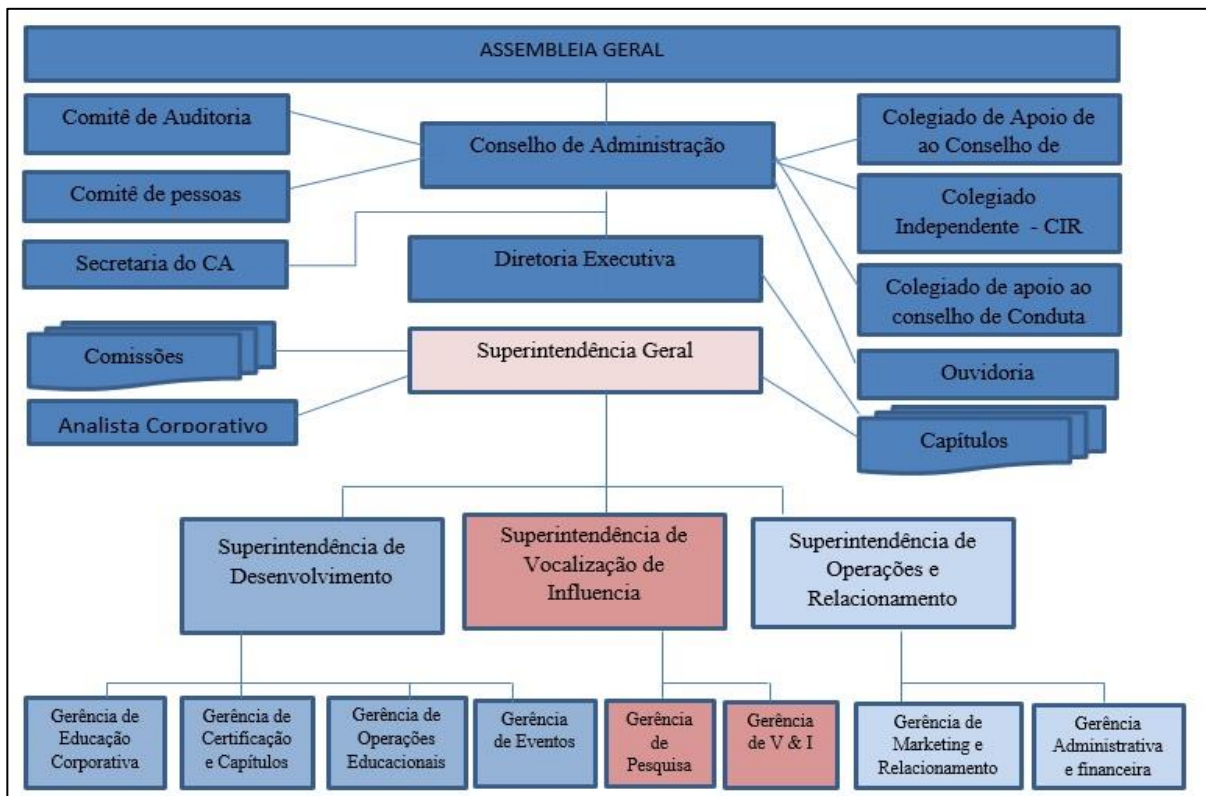 ASSEMBLEIA GERAL
Comitê de Auditoria
Conselho de Administração
Colegiado de Apoio de
ao Conselho de
Comitê de pessoas
Colegiado
Independente - CIR
Secretaria do CA
Diretoria Executiva
Colegiado de apoio ao
conselho de Conduta
Comissões
Superintendência Geral
Ouvidoria
Analista Corporativo
Capítulos
Superintendência de
Desenvolvimento
Superintendência de
Vocalização de
Influencia
Superintendência de
Operações e
Relacionamento
Gerência de
Educação
Corporativa
Gerência de
Certificação
e Capítulos
Gerência de
Operações
Educacionais
Gerência
de Eventos
Gerência
de
Pesquisa
Gerência
de V & I
Gerência de
Marketing e
Relacionamento
Gerência
Administrativa
e financeira